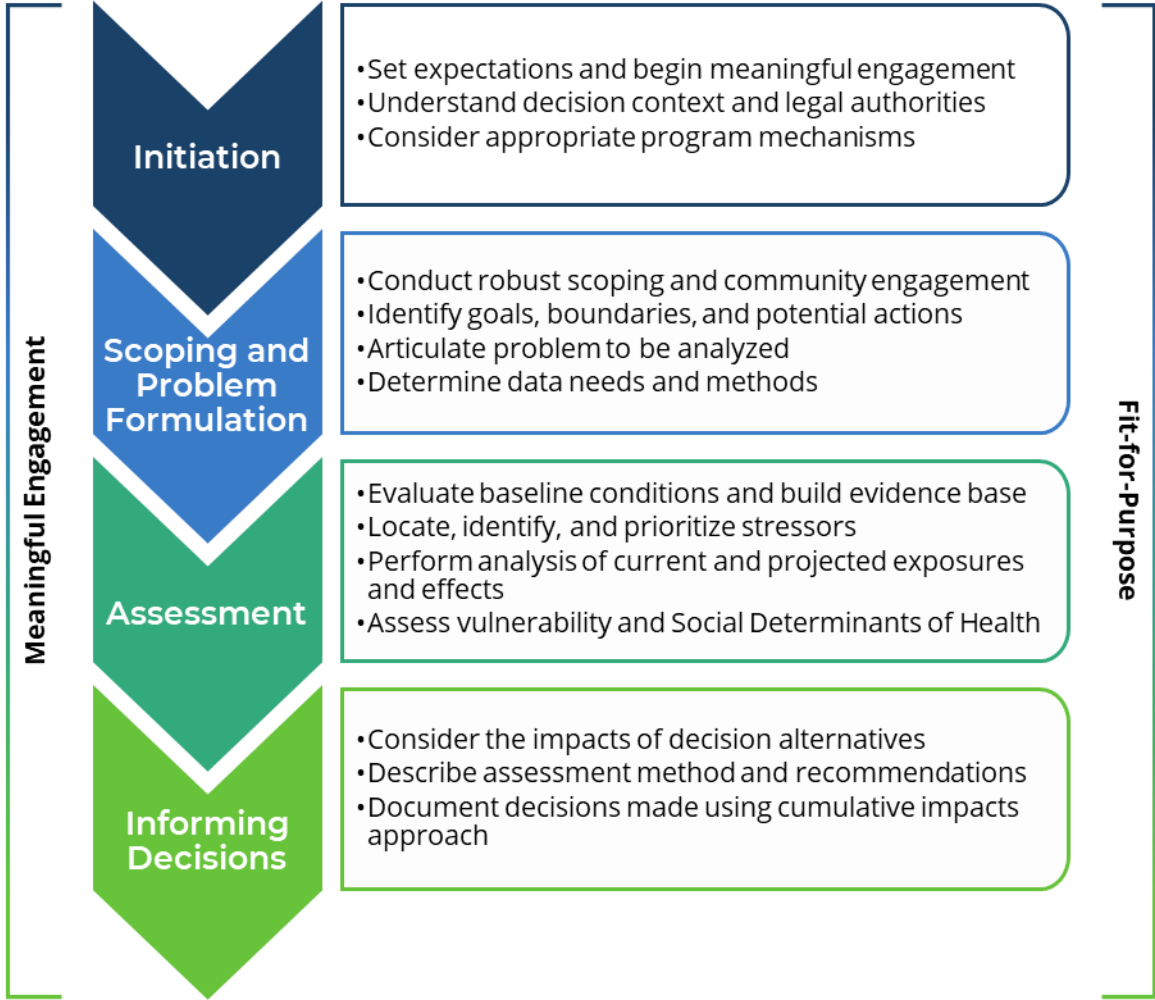 Meaningful Engagement
Initiation
•Set expectations and begin meaningful engagement
•Understand decision context and legal authorities
•Consider appropriate program mechanisms
Scoping and
Problem
Formulation
•Conduct robust scoping and community engagement
•Identify goals, boundaries, and potential actions
•Articulate problem to be analyzed
•Determine data needs and methods
Assessment
•Evaluate baseline conditions and build evidence base
•Locate, identify, and prioritize stressors
•Perform analysis of current and projected exposures
and effects
•Assess vulnerability and Social Determinants of Health
Informing
Decisions
•Consider the impacts of decision alternatives
•Describe assessment method and recommendations
•Document decisions made using cumulative impacts
approach
Fit-for-Purpose